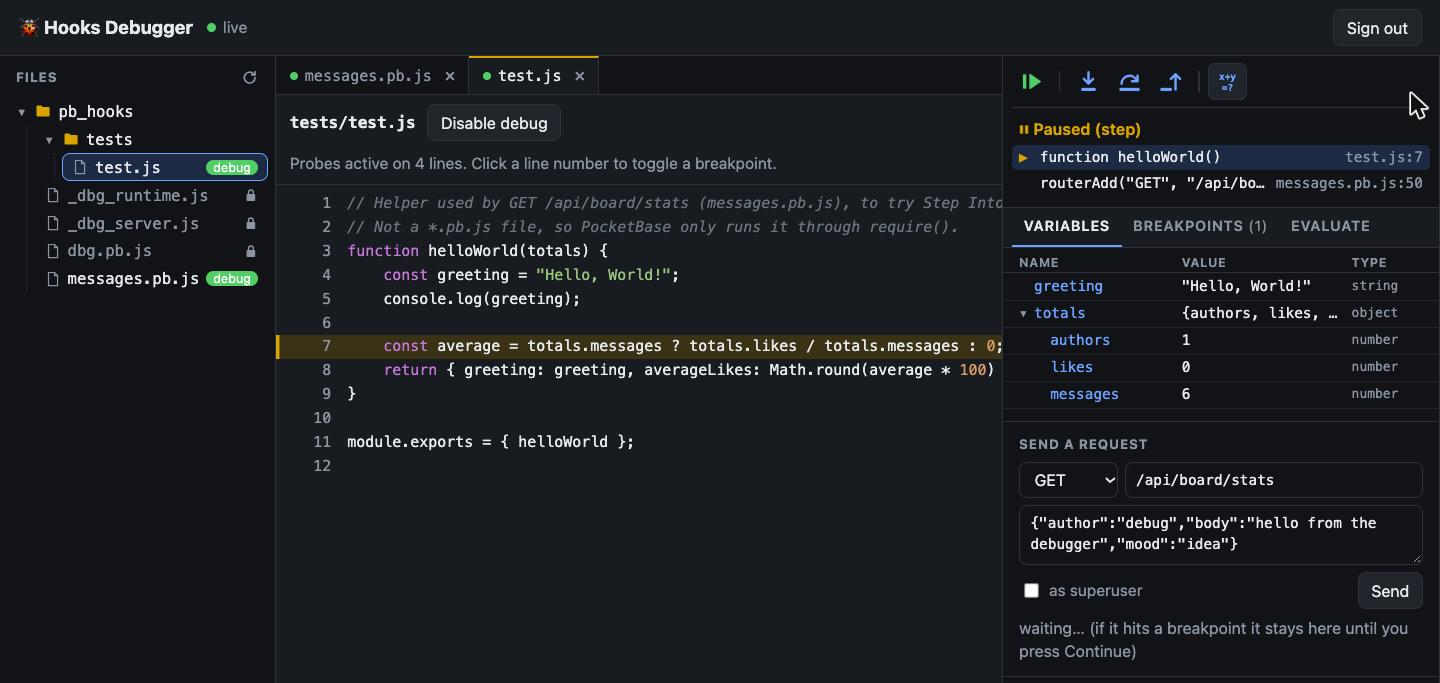 Hooks Debugger live
Sign out
FILES
pb_hooks
tests
test.js debug
_dbg_runtime.js
_dbg_server.js
dbg.pb.js
messages.pb.js debug
messages.pb.js ×
test.js ×
tests/test.js Disable debug
Probes active on 4 lines. Click a line number to toggle a breakpoint.
1 // Helper used by GET /api/board/stats (messages.pb.js), to try Step Into
2 // Not a *.pb.js file, so PocketBase only runs it through require().
3 function helloWorld(totals) {
4 const greeting = "Hello, World!";
5 console.log(greeting);
6
7 const average = totals.messages ? totals.likes / totals.messages : 0;
8 return { greeting: greeting, averageLikes: Math.round(average * 100)
9 }
10
11 module.exports = { helloWorld };
12
x+y
=?
Paused (step)
function helloWorld() test.js:7
routerAdd("GET", "/api/bo… messages.pb.js:50
VARIABLES BREAKPOINTS (1) EVALUATE
NAME VALUE TYPE
greeting "Hello, World!" string
totals {authors, likes, … object
authors 1 number
likes 0 number
messages 6 number
SEND A REQUEST
GET /api/board/stats
{"author":"debug","body":"hello from the
debugger","mood":"idea"}
as superuser Send
waiting... (if it hits a breakpoint it stays here until you
press Continue)